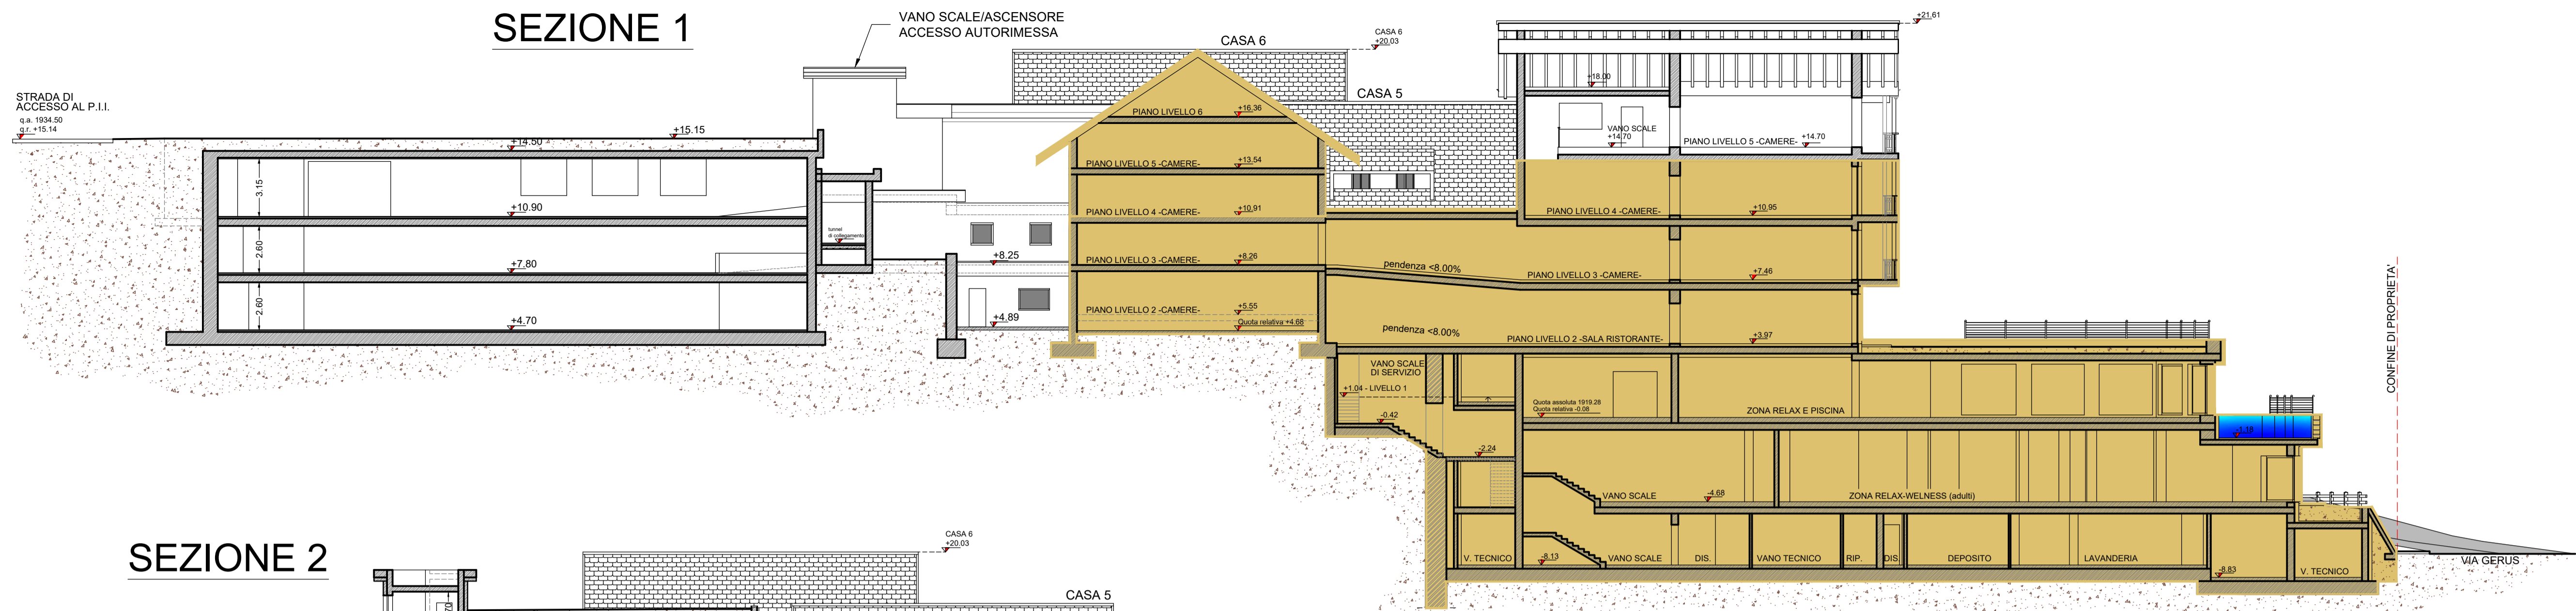 SEZIONE 1
VANO SCALE/ASCENSORE
ACCESSO AUTORIMESSA
STRADA DI
ACCESSO AL P.I.I.
q.a. 1934.50
q.r. +15.14
+15.15
+14.50
3.15
+10.90
2.60
+7.80
2.60
+4.70
tunnel
di collegamento
+8.25
+4.89
CASA 6
CASA 6
+20.03
CASA 5
PIANO LIVELLO 6
+16.36
PIANO LIVELLO 5 -CAMERE-
+13.54
PIANO LIVELLO 4 -CAMERE-
+10.91
PIANO LIVELLO 3 -CAMERE-
+8.26
PIANO LIVELLO 2 -CAMERE-
+5.55
Quota relativa +4.68
+21.61
+18.00
VANO SCALE
+14.70
PIANO LIVELLO 5 -CAMERE-
+14.70
PIANO LIVELLO 4 -CAMERE-
+10.95
pendenza <8.00%
PIANO LIVELLO 3 -CAMERE-
+7.46
pendenza <8.00%
PIANO LIVELLO 2 -SALA RISTORANTE-
+3.97
VANO SCALE
DI SERVIZIO
+1.04 - LIVELLO 1
-0.42
-2.24
Quota assoluta 1919.28
Quota relativa -0.08
ZONA RELAX E PISCINA
-1.18
VANO SCALE
-4.68
ZONA RELAX-WELNESS (adulti)
V. TECNICO
-8.13
VANO SCALE
DIS.
VANO TECNICO
RIP.
DIS.
DEPOSITO
LAVANDERIA
-8.83
V. TECNICO
CONFINE DI PROPRIETA'
VIA GERUS
SEZIONE 2
CASA 6
+20.03
CASA 5